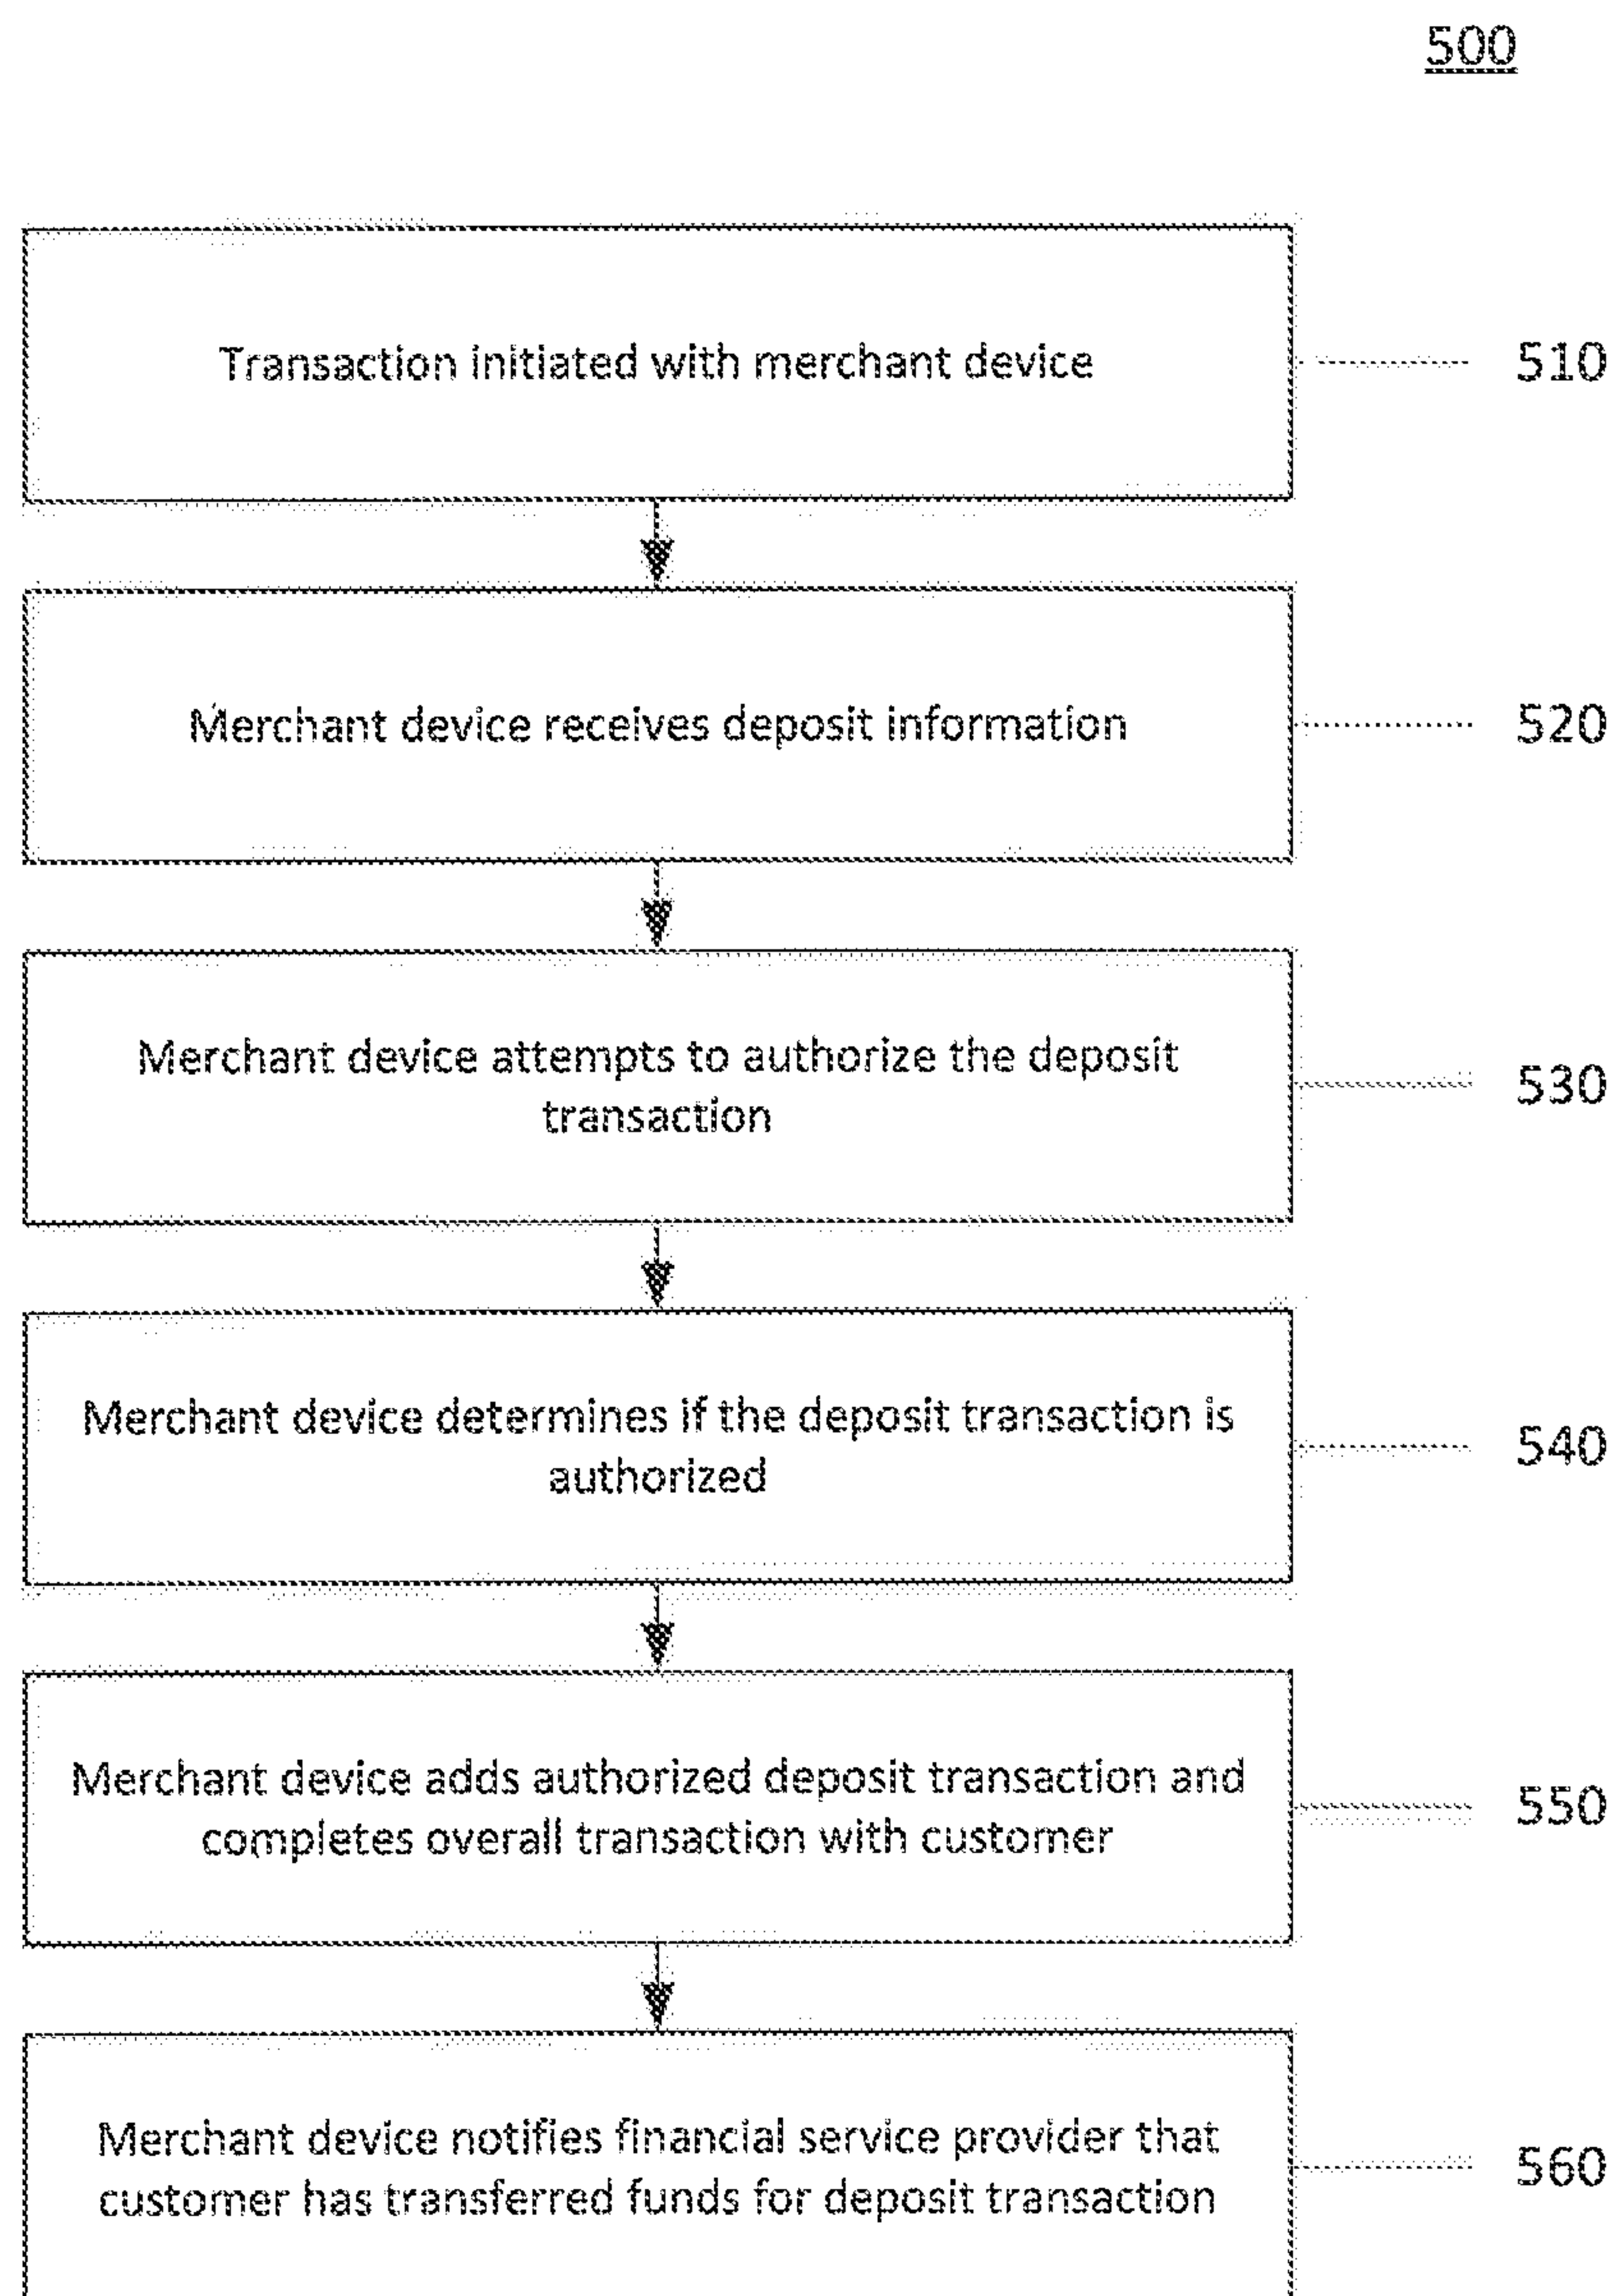 500
Transaction initiated with merchant device
510
Merchant device receives deposit information
520
Merchant device attempts to authorize the deposit
transaction
530
Merchant device determines if the deposit transaction is
authorized
540
Merchant device adds authorized deposit transaction and
completes overall transaction with customer
550
Merchant device notifies financial service provider that
customer has transferred funds for deposit transaction
560